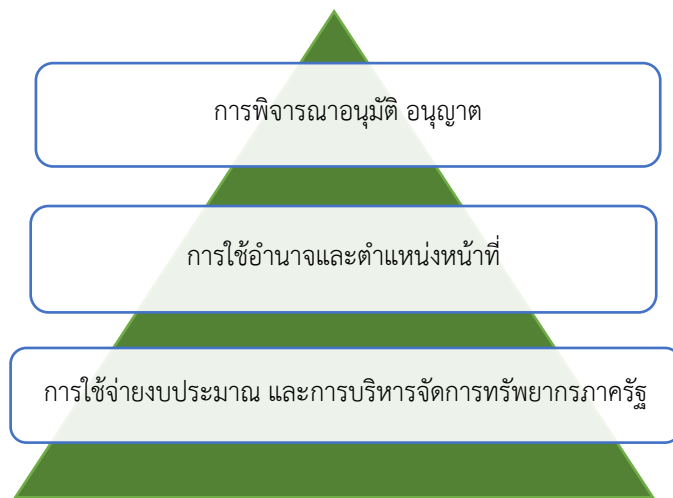 การพิจารณาอนุมัติ อนุญาต
การใช้อำนาจและตำแหน่งหน้าที่
การใช้จ่ายงบประมาณ และการบริหารจัดการทรัพยากรภาครัฐ